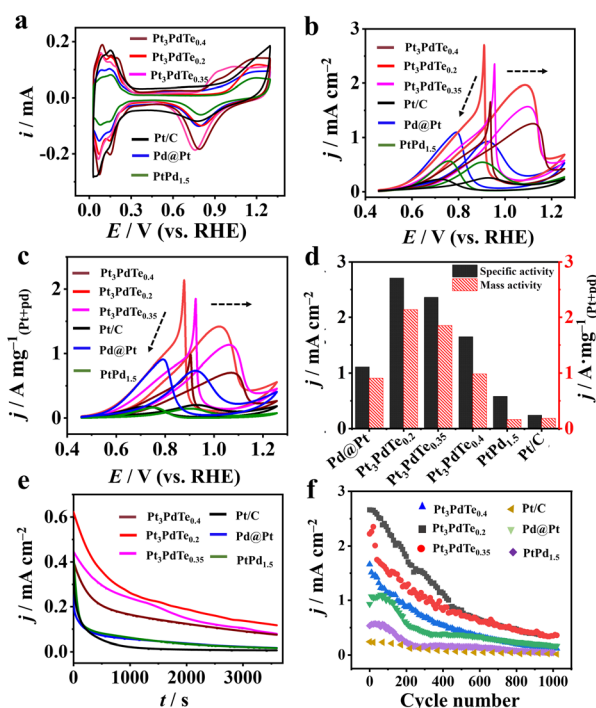 a
Pt3PdTe0.4
Pt3PdTe0.2
Pt3PdTe0.35
Pt/C
Pd@Pt
PtPd1.5
i / mA
0.2
0.0
-0.2
0.0 0.3 0.6 0.9 1.2
E / V (vs. RHE)
b
Pt3PdTe0.4
Pt3PdTe0.2
Pt3PdTe0.35
Pt/C
Pd@Pt
PtPd1.5
j / mA cm−2
3
2
1
0
0.4 0.6 0.8 1.0 1.2
E / V (vs. RHE)
c
Pt3PdTe0.4
Pt3PdTe0.2
Pt3PdTe0.35
Pt/C
Pd@Pt
PtPd1.5
j / A mg−1(Pt+pd)
2
1
0
0.4 0.6 0.8 1.0 1.2
E / V (vs. RHE)
d
Specific activity
Mass activity
j / mA cm−2
3
2
1
0
j / A·mg−1(Pt+pd)
3
2
1
0
Pd@Pt
Pt3PdTe0.2
Pt3PdTe0.35
Pt3PdTe0.4
PtPd1.5
Pt/C
e
Pt3PdTe0.4
Pt3PdTe0.2
Pt3PdTe0.35
Pt/C
Pd@Pt
PtPd1.5
j / mA cm−2
0.6
0.4
0.2
0.0
0 1000 2000 3000
t / s
f
Pt3PdTe0.4
Pt3PdTe0.2
Pt3PdTe0.35
Pt/C
Pd@Pt
PtPd1.5
j / mA cm−2
3
2
1
0
0 200 400 600 800 1000
Cycle number